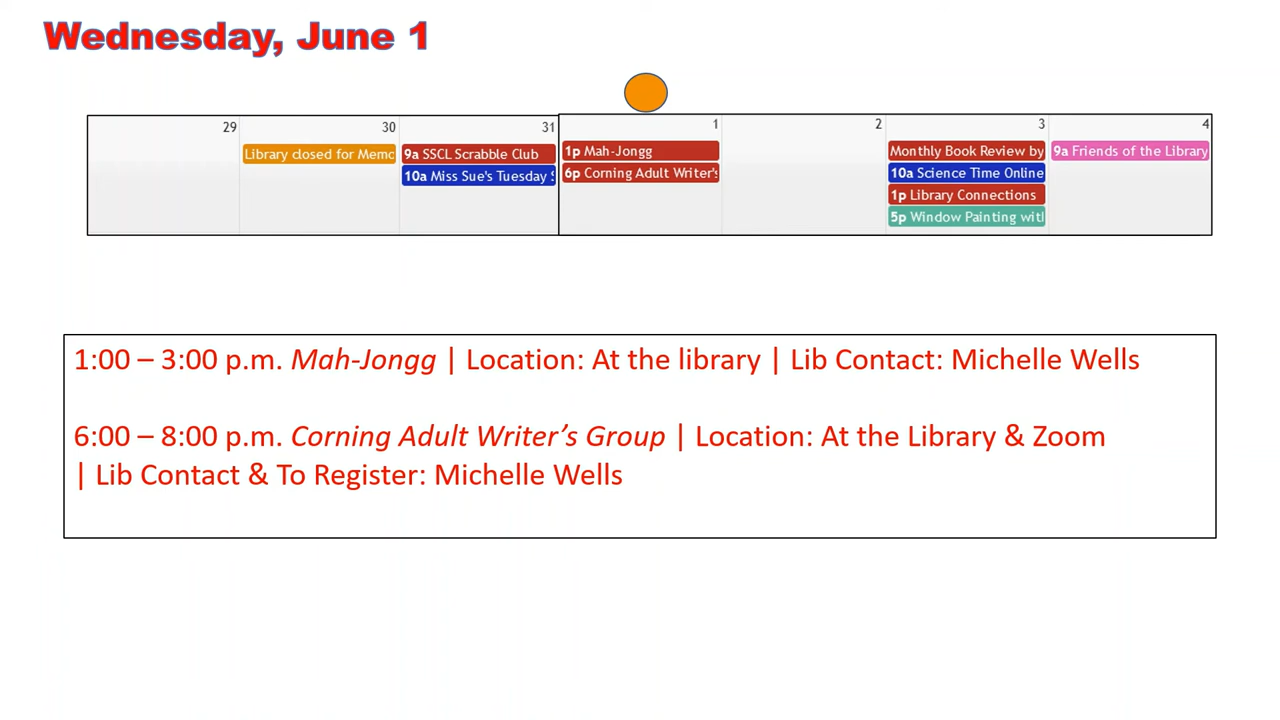 Wednesday, June 1
29 30 31 1 2 3 4
Library closed for
9a SSCL Scrabble Club
1p Mah-Jongg
Monthly Book Review by
9a Friends of the Library
10a Miss Sue's Tuesday
6p Corning Adult Writer's
10a Science Time Online
1p Library Connections
5p Window Painting
1:00 – 3:00 p.m. Mah-Jongg | Location: At the library | Lib Contact: Michelle Wells
6:00 – 8:00 p.m. Corning Adult Writer’s Group | Location: At the Library & Zoom
| Lib Contact & To Register: Michelle Wells